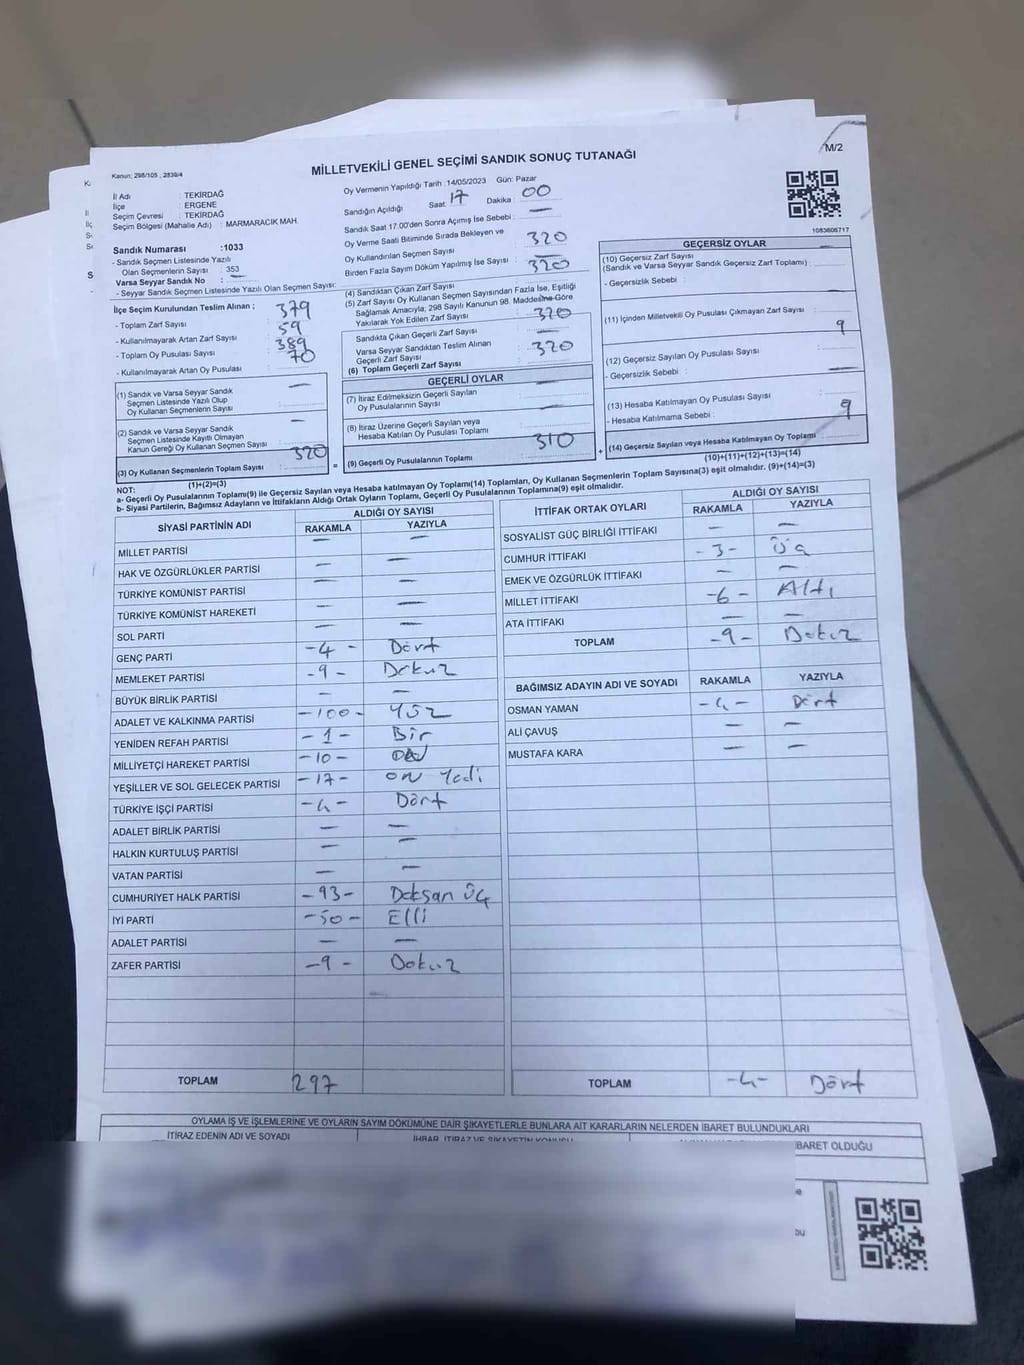 M/2
Kanun: 298/105 , 2839/4
MİLLETVEKİLİ GENEL SEÇİMİ SANDIK SONUÇ TUTANAĞI
İl Adı : TEKİRDAĞ
İlçe : ERGENE
Seçim Çevresi : TEKİRDAĞ
Seçim Bölgesi (Mahalle Adı) : MARMARACIK MAH.
Sandık Numarası :1033
- Sandık Seçmen Listesinde Yazılı
Olan Seçmenlerin Sayısı : 353
Varsa Seyyar Sandık No : —
- Seyyar Sandık Seçmen Listesinde Yazılı Olan Seçmen Sayısı:
İlçe Seçim Kurulundan Teslim Alınan ;
- Toplam Zarf Sayısı : 379
- Kullanılmayarak Artan Zarf Sayısı : 59
- Toplam Oy Pusulası Sayısı : 389
- Kullanılmayarak Artan Oy Pusulası : 70
(1) Sandık ve Varsa Seyyar Sandık
Seçmen Listesinde Yazılı Olup
Oy Kullanan Seçmenlerin Sayısı : —
(2) Sandık ve Varsa Seyyar Sandık
Seçmen Listesinde Kayıtlı Olmayan
Kanun Gereği Oy Kullanan Seçmen Sayısı : —
(3) Oy Kullanan Seçmenlerin Toplam Sayısı : 320
(1)+(2)=(3)
Oy Vermenin Yapıldığı Tarih :14/05/2023 Gün: Pazar
Sandığın Açıldığı Saat: 17 Dakika : 00
Sandık Saat 17:00'den Sonra Açımış İse Sebebi : —
Oy Verme Saati Bitiminde Sırada Bekleyen ve
Oy Kullandırılan Seçmen Sayısı : 320
Birden Fazla Sayım Döküm Yapılmış İse Sayısı : 320
(4) Sandıktan Çıkan Zarf Sayısı
(5) Zarf Sayısı Oy Kullanan Seçmen Sayısından Fazla İse, Eşitliği
Sağlamak Amacıyla, 298 Sayılı Kanunun 98. Maddesine Göre
Yakılarak Yok Edilen Zarf Sayısı : 320
Sandıkta Çıkan Geçerli Zarf Sayısı : —
Varsa Seyyar Sandıktan Teslim Alınan
Geçerli Zarf Sayısı : 320
(6) Toplam Geçerli Zarf Sayısı
GEÇERLİ OYLAR
(7) İtiraz Edilmeksizin Geçerli Sayılan
Oy Pusulalarının Sayısı : —
(8) İtiraz Üzerine Geçerli Sayılan veya
Hesaba Katılan Oy Pusulası Toplamı : —
= (9) Geçerli Oy Pusulalarının Toplamı : 310 +
1083606717
GEÇERSİZ OYLAR
(10) Geçersiz Zarf Sayısı
(Sandık ve Varsa Seyyar Sandık Geçersiz Zarf Toplamı) : —
- Geçersizlik Sebebi :
(11) İçinden Milletvekili Oy Pusulası Çıkmayan Zarf Sayısı :
(12) Geçersiz Sayılan Oy Pusulası Sayısı : 9
- Geçersizlik Sebebi :
(13) Hesaba Katılmayan Oy Pusulası Sayısı : —
- Hesaba Katılmama Sebebi :
(14) Geçersiz Sayılan veya Hesaba Katılmayan Oy Toplamı : 9
(10)+(11)+(12)+(13)=(14)
NOT:
a- Geçerli Oy Pusulalarının Toplamı(9) ile Geçersiz Sayılan veya Hesaba katılmayan Oy Toplamı(14) Toplamları, Oy Kullanan Seçmenlerin Toplam Sayısına(3) eşit olmalıdır. (9)+(14)=(3)
b- Siyasi Partilerin, Bağımsız Adayların ve İttifakların Aldığı Ortak Oyların Toplamı, Geçerli Oy Pusulalarının Toplamına(9) eşit olmalıdır.
SİYASİ PARTİNİN ADI ALDIĞI OY SAYISI
RAKAMLA YAZIYLA
MİLLET PARTİSİ — —
HAK VE ÖZGÜRLÜKLER PARTİSİ — —
TÜRKİYE KOMÜNİST PARTİSİ — —
TÜRKİYE KOMÜNİST HAREKETİ — —
SOL PARTİ — —
GENÇ PARTİ -4- Dört
MEMLEKET PARTİSİ -9- Dokuz
BÜYÜK BİRLİK PARTİSİ — —
ADALET VE KALKINMA PARTİSİ -100- Yüz
YENİDEN REFAH PARTİSİ -1- Bir
MİLLİYETÇİ HAREKET PARTİSİ -10- ON
YEŞİLLER VE SOL GELECEK PARTİSİ -17- on Yedi
TÜRKİYE İŞÇİ PARTİSİ -4- Dört
ADALET BİRLİK PARTİSİ — —
HALKIN KURTULUŞ PARTİSİ — —
VATAN PARTİSİ — —
CUMHURİYET HALK PARTİSİ -93- Doksan Üç
İYİ PARTİ -50- Elli
ADALET PARTİSİ — —
ZAFER PARTİSİ -9- Dokuz
TOPLAM 297
İTTİFAK ORTAK OYLARI ALDIĞI OY SAYISI
RAKAMLA YAZIYLA
SOSYALİST GÜÇ BİRLİĞİ İTTİFAKI — —
CUMHUR İTTİFAKI -3- Üç
EMEK VE ÖZGÜRLÜK İTTİFAKI — —
MİLLET İTTİFAKI -6- Altı
ATA İTTİFAKI — —
TOPLAM -9- Dokuz
BAĞIMSIZ ADAYIN ADI VE SOYADI RAKAMLA YAZIYLA
OSMAN YAMAN -4- Dört
ALİ ÇAVUŞ — —
MUSTAFA KARA — —
TOPLAM -4- Dört
OYLAMA İŞ VE İŞLEMLERİNE VE OYLARIN SAYIM DÖKÜMÜNE DAİR ŞİKAYETLERLE BUNLARA AİT KARARLARIN NELERDEN İBARET BULUNDUKLARI
İTİRAZ EDENİN ADI VE SOYADI İHBAR, İTİRAZ VE ŞİKAYETİN KONUSU BARET OLDUĞU